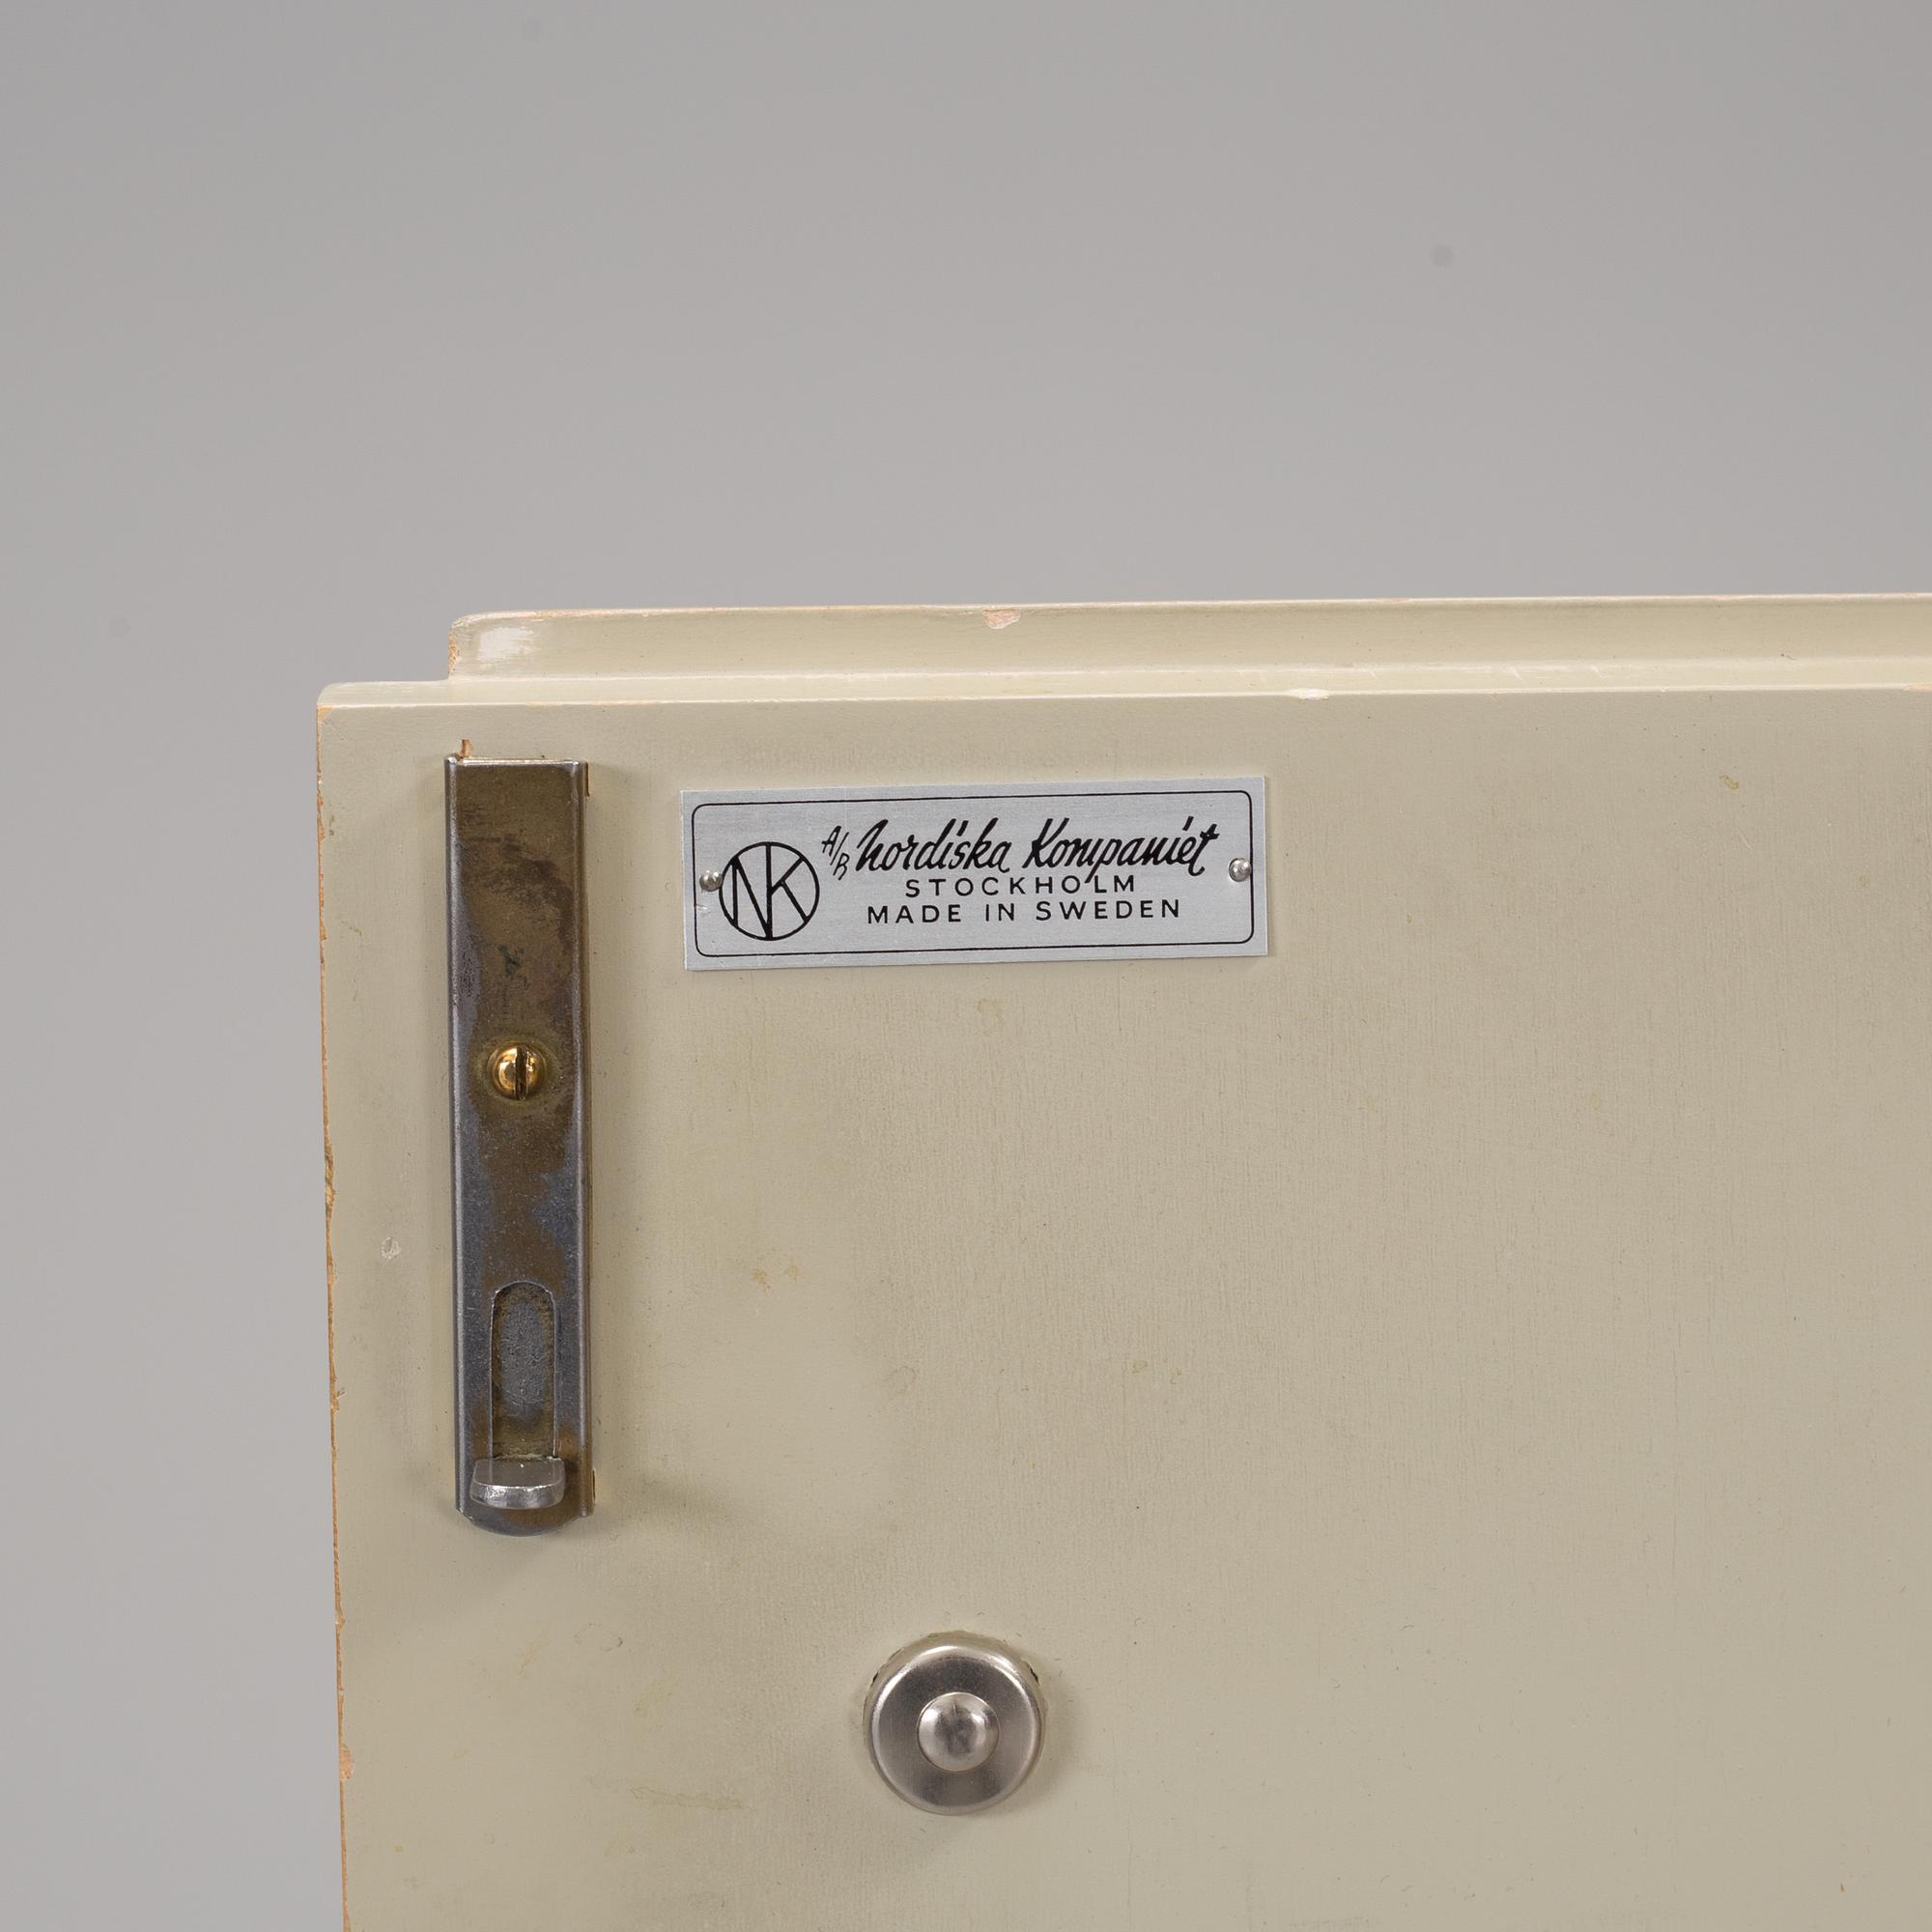 NK A/B Nordiska Kompaniet
STOCKHOLM
MADE IN SWEDEN